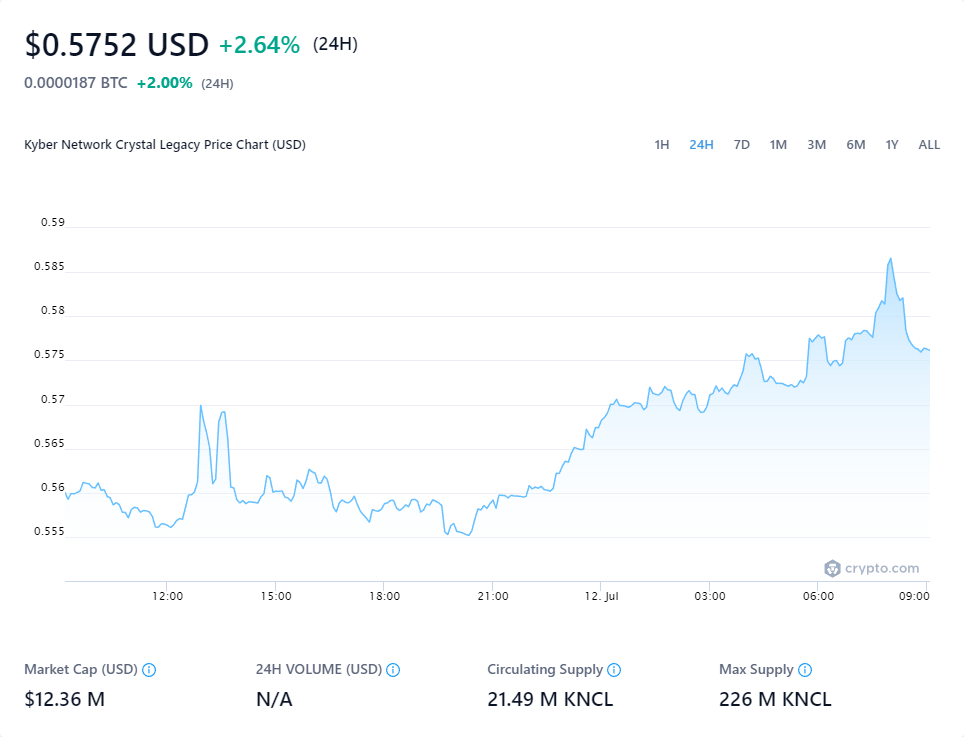 $0.5752 USD +2.64% (24H)
0.0000187 BTC +2.00% (24H)
Kyber Network Crystal Legacy Price Chart (USD)
1H 24H 7D 1M 3M 6M 1Y ALL
0.59
0.585
0.58
0.575
0.57
0.565
0.56
0.555
crypto.com
12:00 15:00 18:00 21:00 12. Jul 03:00 06:00 09:00
Market Cap (USD) 24H VOLUME (USD) Circulating Supply Max Supply
$12.36 M N/A 21.49 M KNCL 226 M KNCL